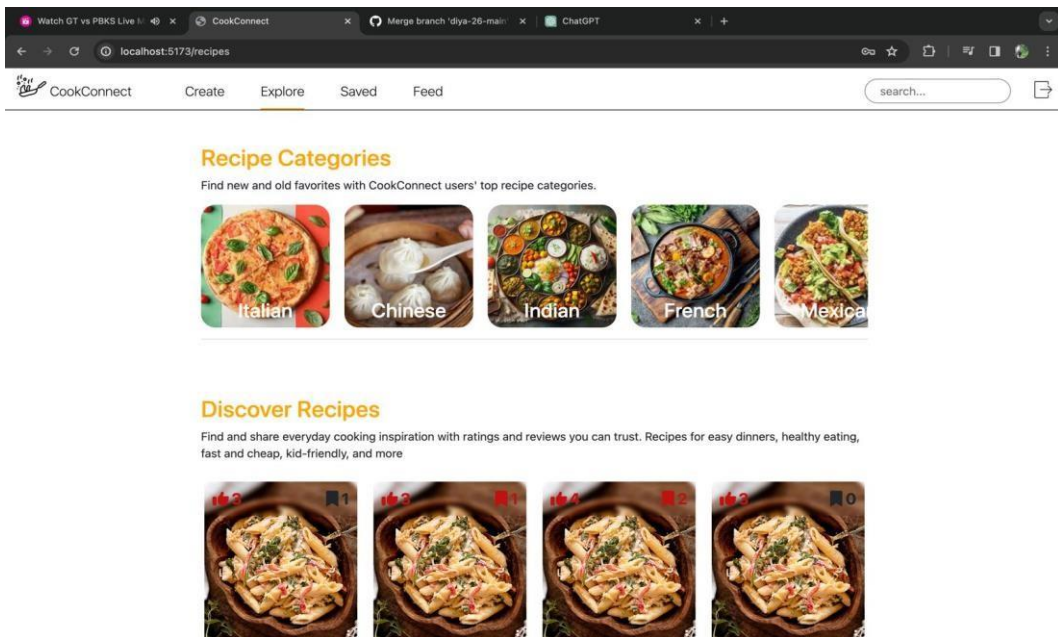 Watch GT vs PBKS Live M
CookConnect
Merge branch 'diya-26-main'
ChatGPT
localhost:5173/recipes
CookConnect
Create
Explore
Saved
Feed
search...
Recipe Categories
Find new and old favorites with CookConnect users' top recipe categories.
Italian
Chinese
Indian
French
Mexica
Discover Recipes
Find and share everyday cooking inspiration with ratings and reviews you can trust. Recipes for easy dinners, healthy eating,
fast and cheap, kid-friendly, and more
3 1
3 1
4 2
3 0